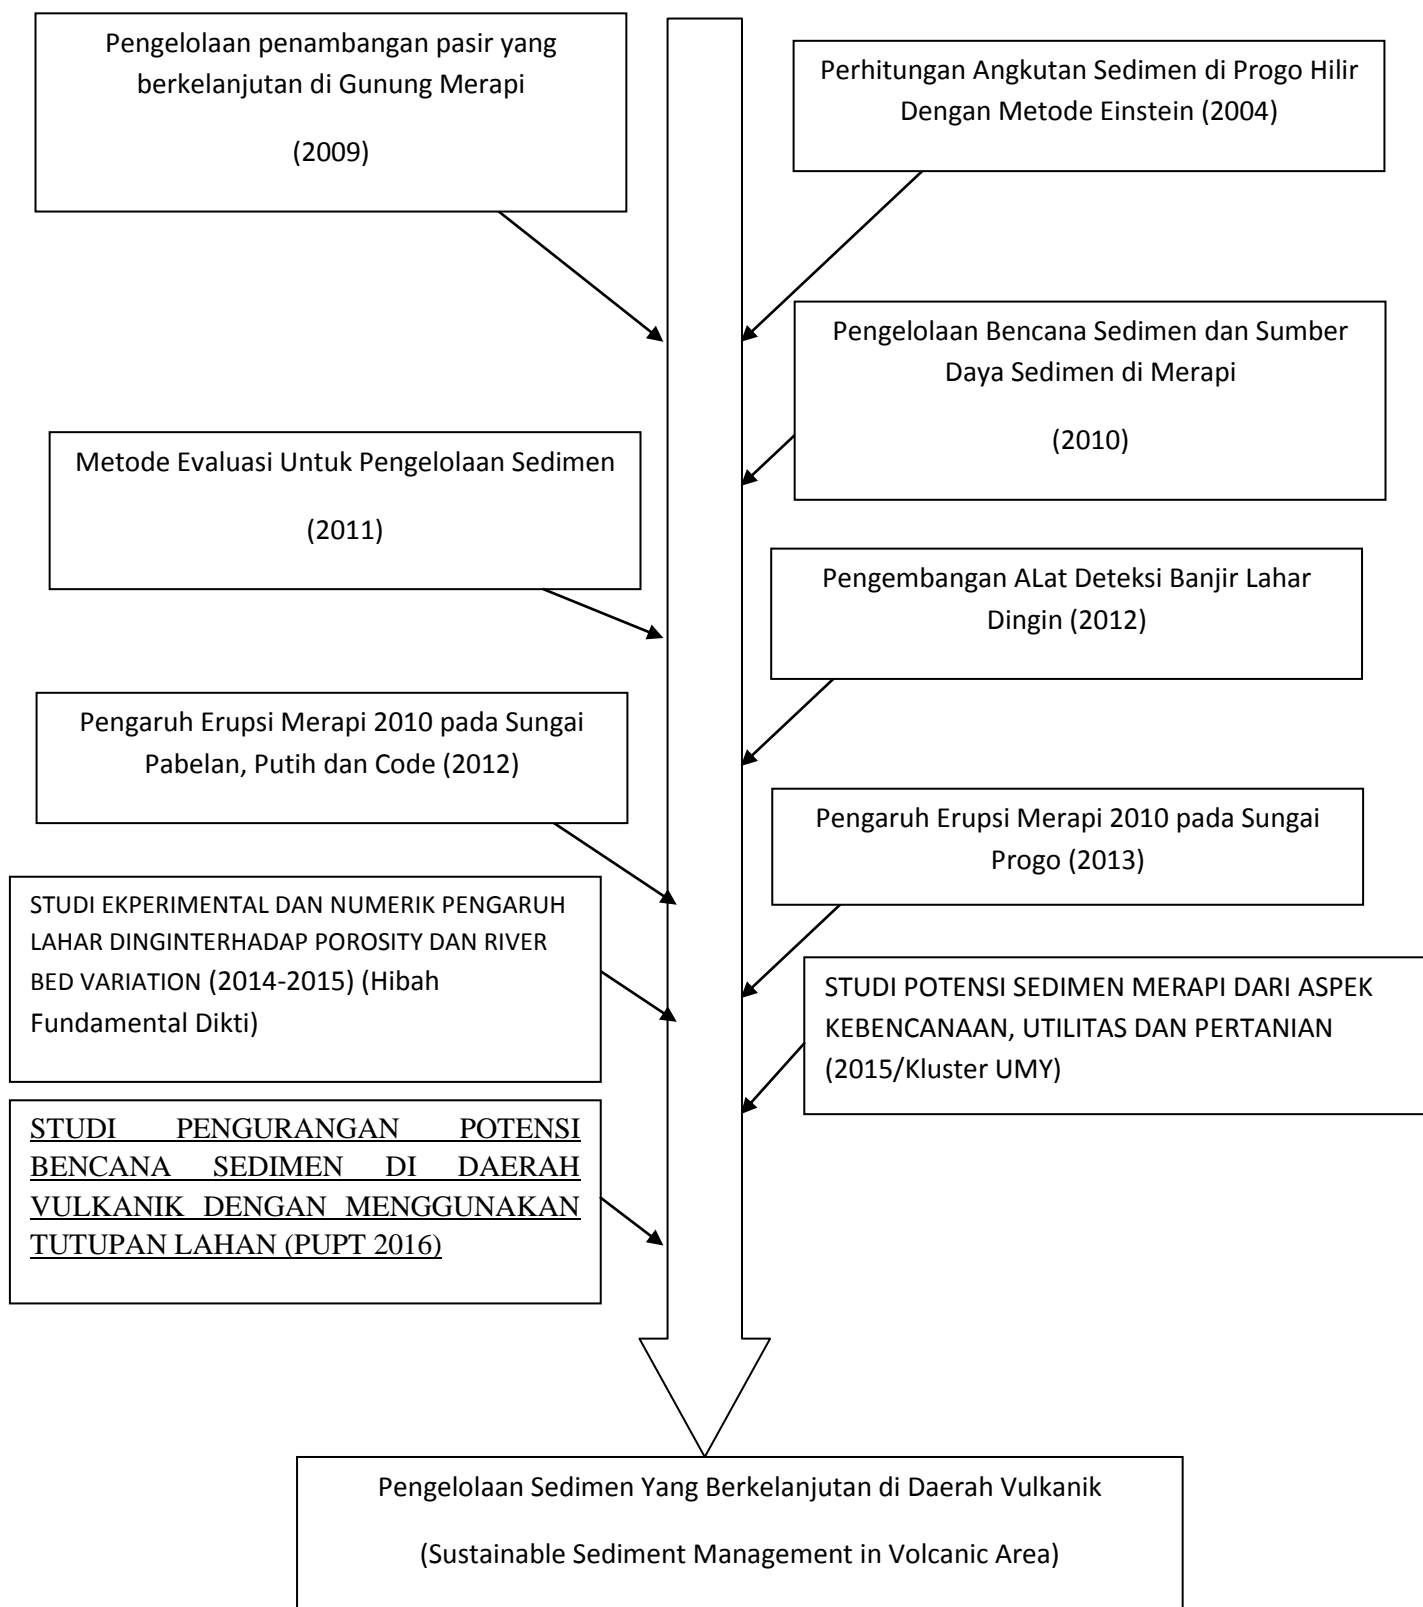 Pengelolaan penambangan pasir yang
berkelanjutan di Gunung Merapi
(2009)
Perhitungan Angkutan Sedimen di Progo Hilir
Dengan Metode Einstein (2004)
Pengelolaan Bencana Sedimen dan Sumber
Daya Sedimen di Merapi
(2010)
Metode Evaluasi Untuk Pengelolaan Sedimen
(2011)
Pengembangan ALat Deteksi Banjir Lahar
Dingin (2012)
Pengaruh Erupsi Merapi 2010 pada Sungai
Pabelan, Putih dan Code (2012)
Pengaruh Erupsi Merapi 2010 pada Sungai
Progo (2013)
STUDI EKPERIMENTAL DAN NUMERIK PENGARUH
LAHAR DINGINTERHADAP POROSITY DAN RIVER
BED VARIATION (2014-2015) (Hibah
Fundamental Dikti)
STUDI POTENSI SEDIMEN MERAPI DARI ASPEK
KEBENCANAAN, UTILITAS DAN PERTANIAN
(2015/Kluster UMY)
STUDI PENGURANGAN POTENSI
BENCANA SEDIMEN DI DAERAH
VULKANIK DENGAN MENGGUNAKAN
TUTUPAN LAHAN (PUPT 2016)
Pengelolaan Sedimen Yang Berkelanjutan di Daerah Vulkanik
(Sustainable Sediment Management in Volcanic Area)